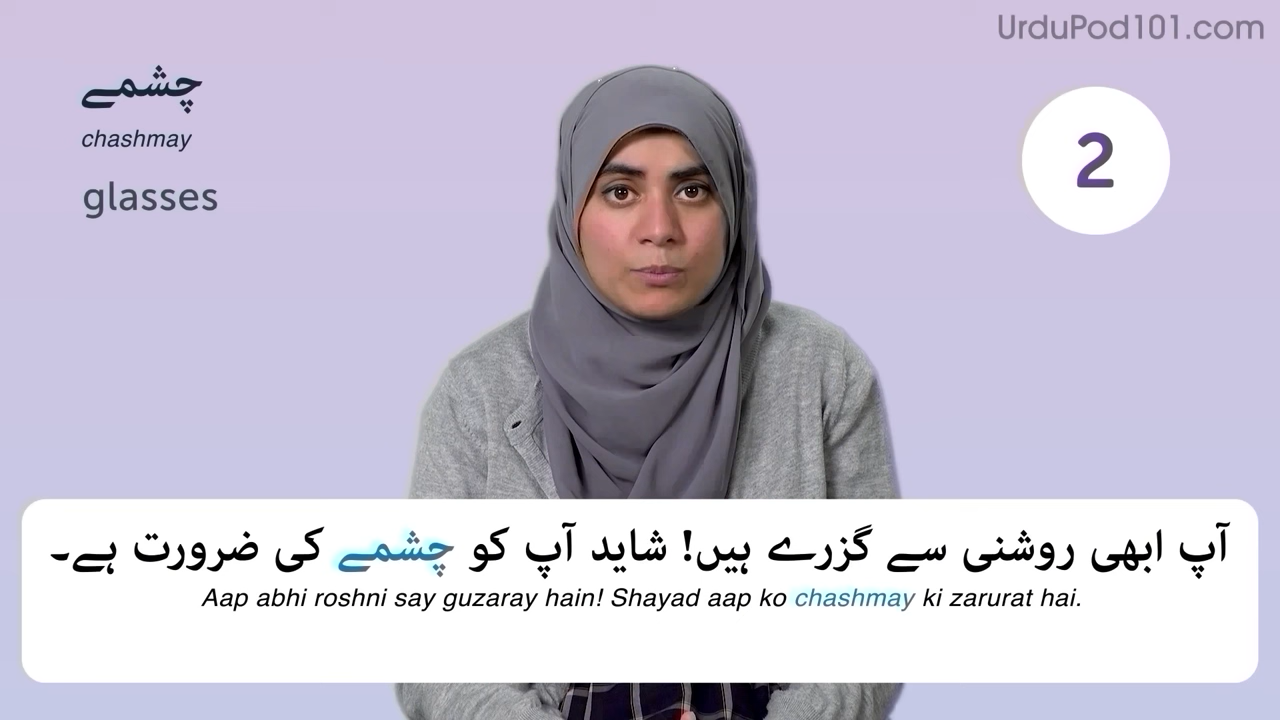 UrduPod101.com
چشمے
chashmay
glasses
2
آپ ابھی روشنی سے گزرے ہیں! شاید آپ کو چشمے کی ضرورت ہے۔
Aap abhi roshni say guzaray hain! Shayad aap ko chashmay ki zarurat hai.